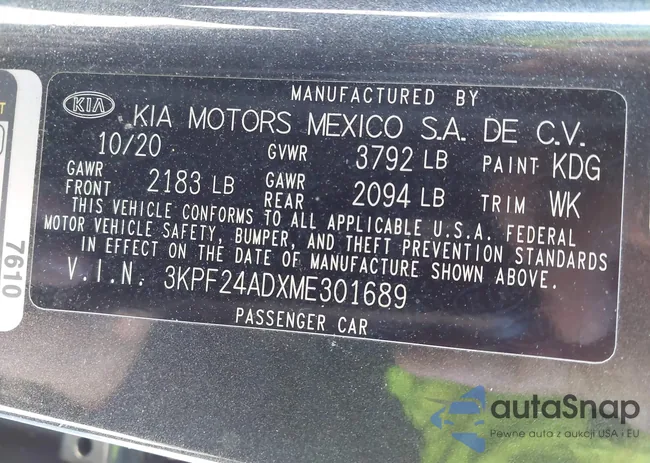 MANUFACTURED BY
KIA KIA MOTORS MEXICO S.A. DE C.V.
10/20 GVWR 3792 LB PAINT KDG
GAWR FRONT 2183 LB GAWR REAR 2094 LB TRIM WK
THIS VEHICLE CONFORMS TO ALL APPLICABLE U.S.A. FEDERAL
MOTOR VEHICLE SAFETY, BUMPER, AND THEFT PREVENTION STANDARDS
IN EFFECT ON THE DATE OF MANUFACTURE SHOWN ABOVE.
V.I.N. 3KPF24ADXME301689
PASSENGER CAR
7610
autaSnap
Pewne auta z aukcji USA i EU